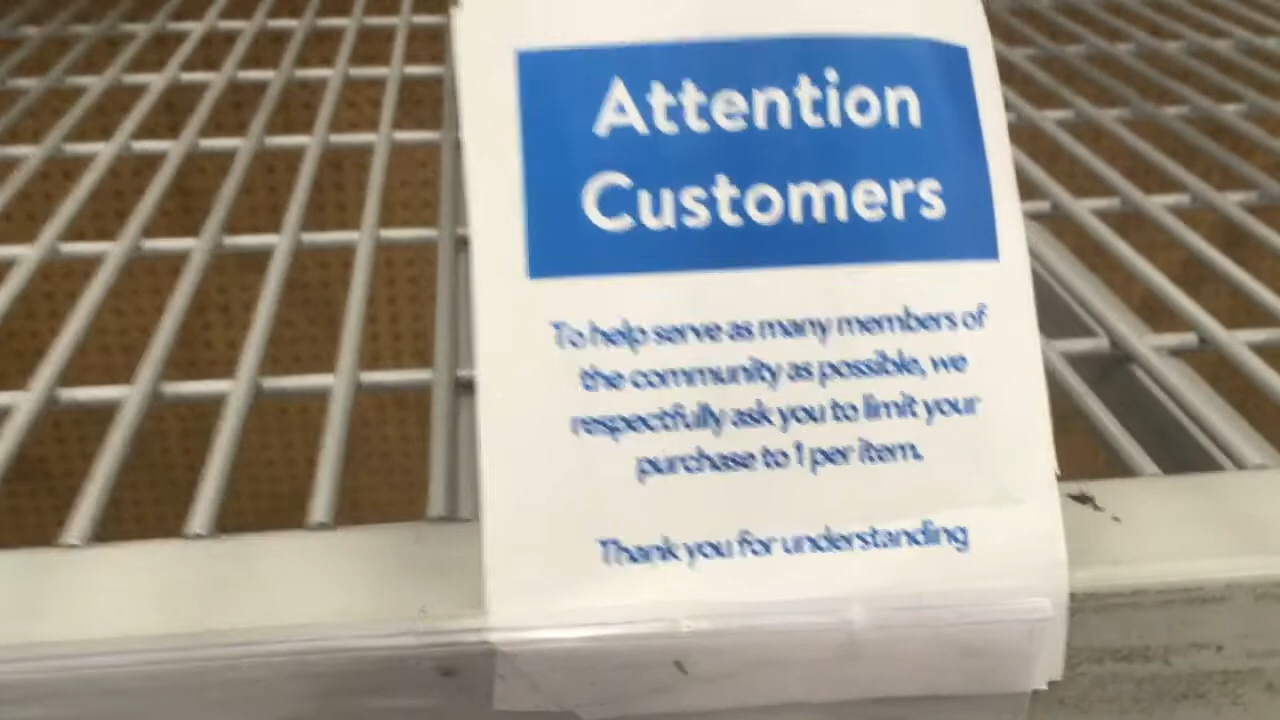 Attention
Customers
To help serve as many members of
the community as possible, we
respectfully ask you to limit your
purchase to 1 per item.
Thank you for understanding